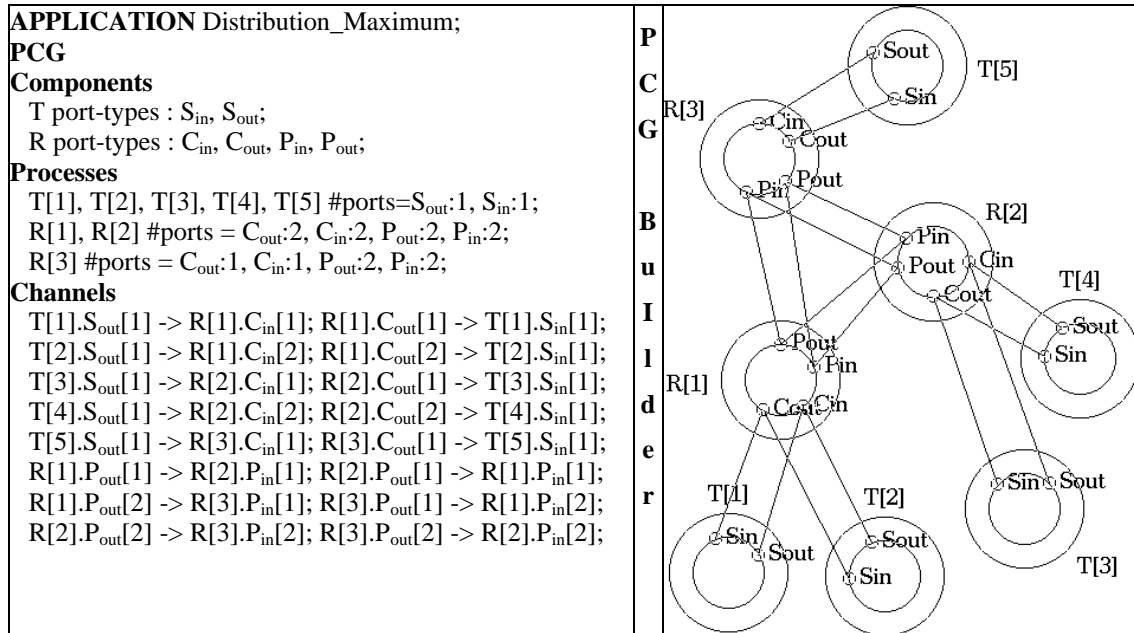 APPLICATION Distribution_Maximum;
PCG
Components
T port-types : Sin, Sout;
R port-types : Cin, Cout, Pin, Pout;
Processes
T[1], T[2], T[3], T[4], T[5] #ports=Sout:1, Sin:1;
R[1], R[2] #ports = Cout:2, Cin:2, Pout:2, Pin:2;
R[3] #ports = Cout:1, Cin:1, Pout:2, Pin:2;
Channels
T[1].Sout[1] -> R[1].Cin[1]; R[1].Cout[1] -> T[1].Sin[1];
T[2].Sout[1] -> R[1].Cin[2]; R[1].Cout[2] -> T[2].Sin[1];
T[3].Sout[1] -> R[2].Cin[1]; R[2].Cout[1] -> T[3].Sin[1];
T[4].Sout[1] -> R[2].Cin[2]; R[2].Cout[2] -> T[4].Sin[1];
T[5].Sout[1] -> R[3].Cin[1]; R[3].Cout[1] -> T[5].Sin[1];
R[1].Pout[1] -> R[2].Pin[1]; R[2].Pout[1] -> R[1].Pin[1];
R[1].Pout[2] -> R[3].Pin[1]; R[3].Pout[1] -> R[1].Pin[2];
R[2].Pout[2] -> R[3].Pin[2]; R[3].Pout[2] -> R[2].Pin[2];
P
C
G
B
u
I
l
d
e
r
Sout
T[5]
Sin
R[3]
Cin
Cout
Pout
Pin
R[2]
Pin
Cin
Pout
Cout
T[4]
Sout
Sin
Pout
Pin
R[1]
Cout
Cin
T[1]
Sin
Sout
T[2]
Sout
Sin
Sin
Sout
T[3]